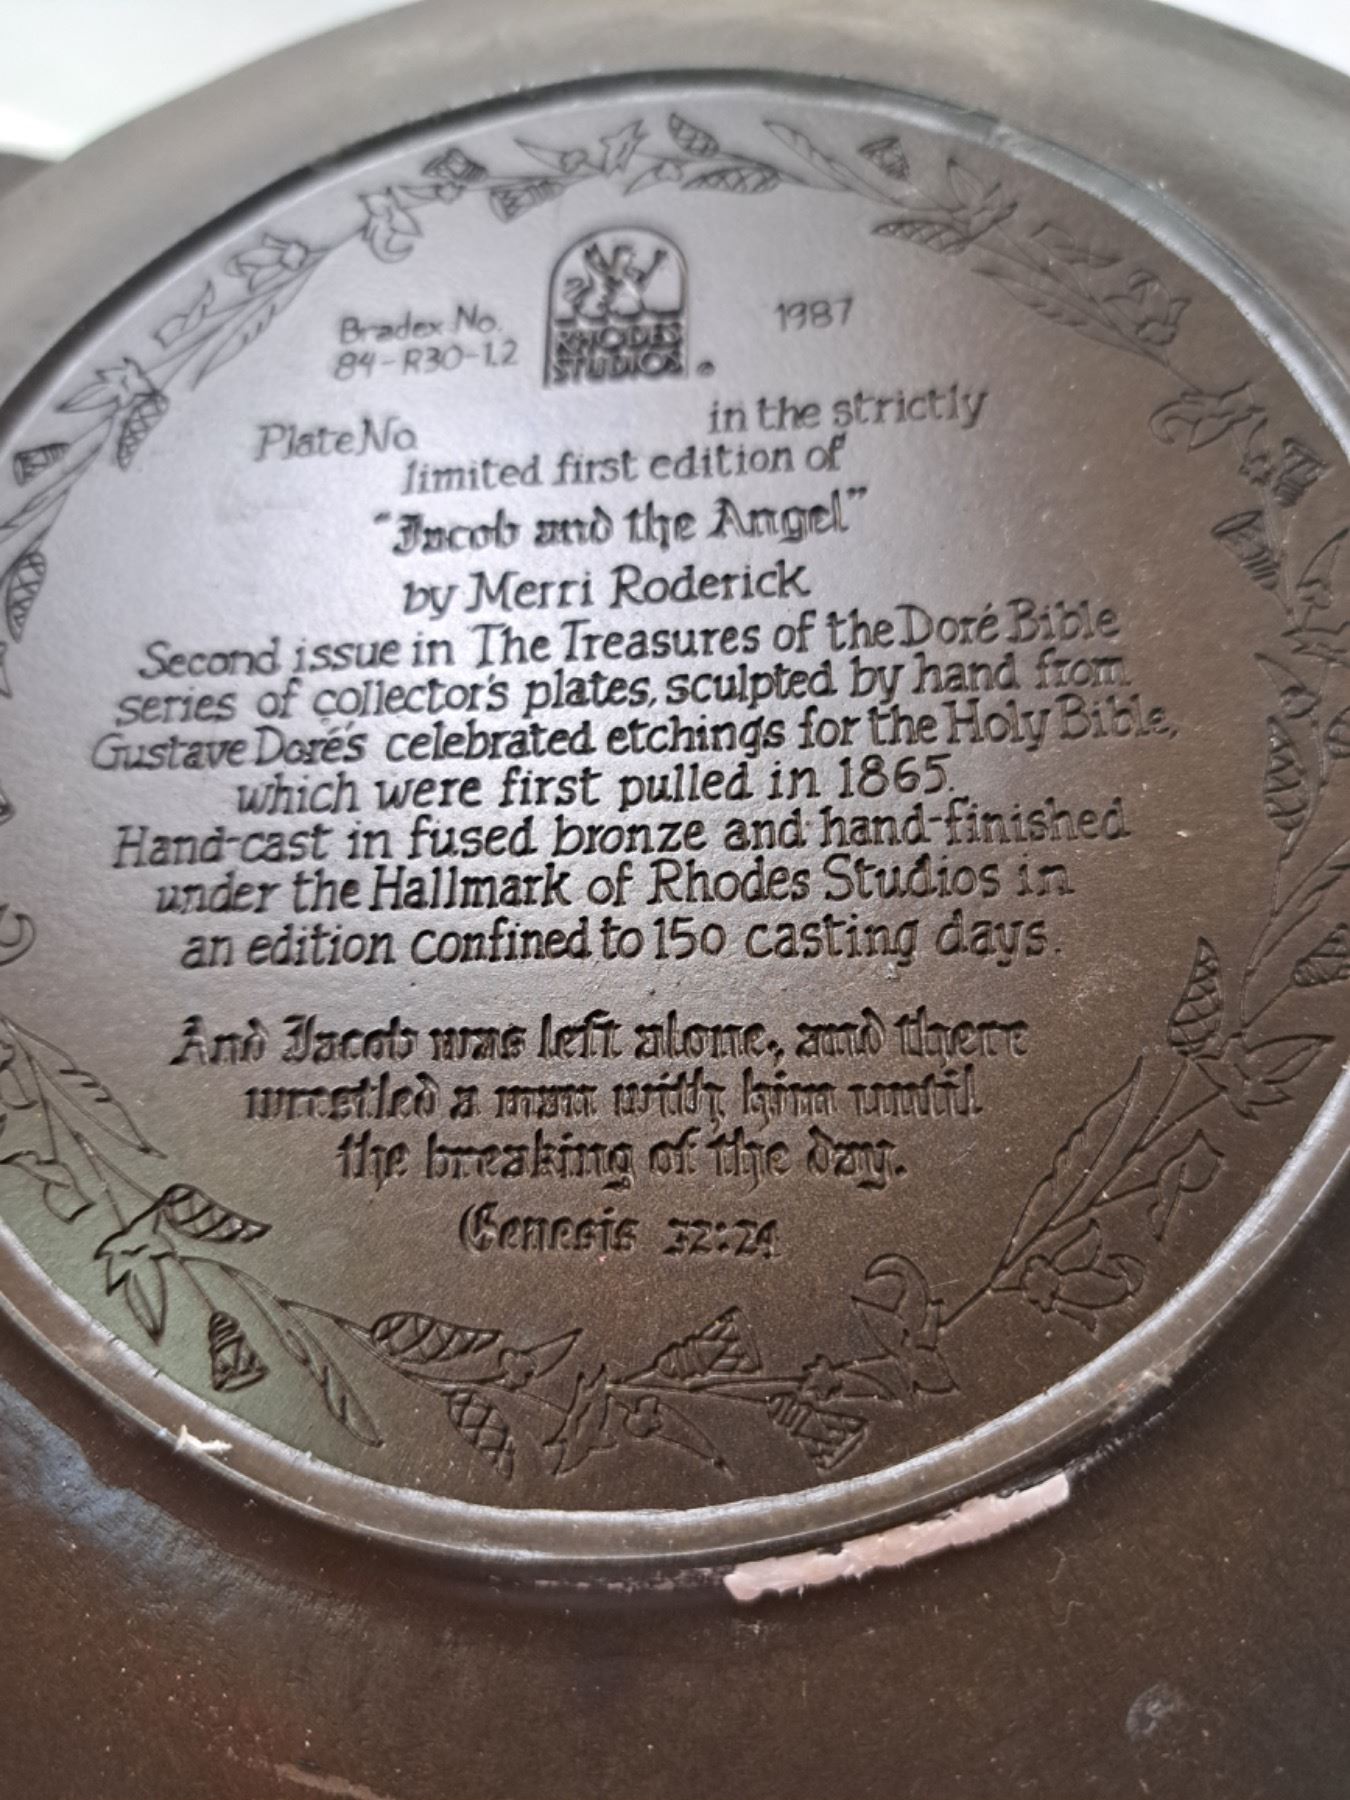 Bradex No.
84-R30-1.2
RHODES
STUDIOS
®
1987
Plate No in the strictly
limited first edition of
"Jacob and the Angel"
by Merri Roderick
Second issue in The Treasures of the Doré Bible
series of collector's plates, sculpted by hand from
Gustave Doré's celebrated etchings for the Holy Bible,
which were first pulled in 1865.
Hand-cast in fused bronze and hand-finished
under the Hallmark of Rhodes Studios in
an edition confined to 150 casting days.
And Jacob was left alone, and there
wrestled a man with him until
the breaking of the day.
Genesis 32:24